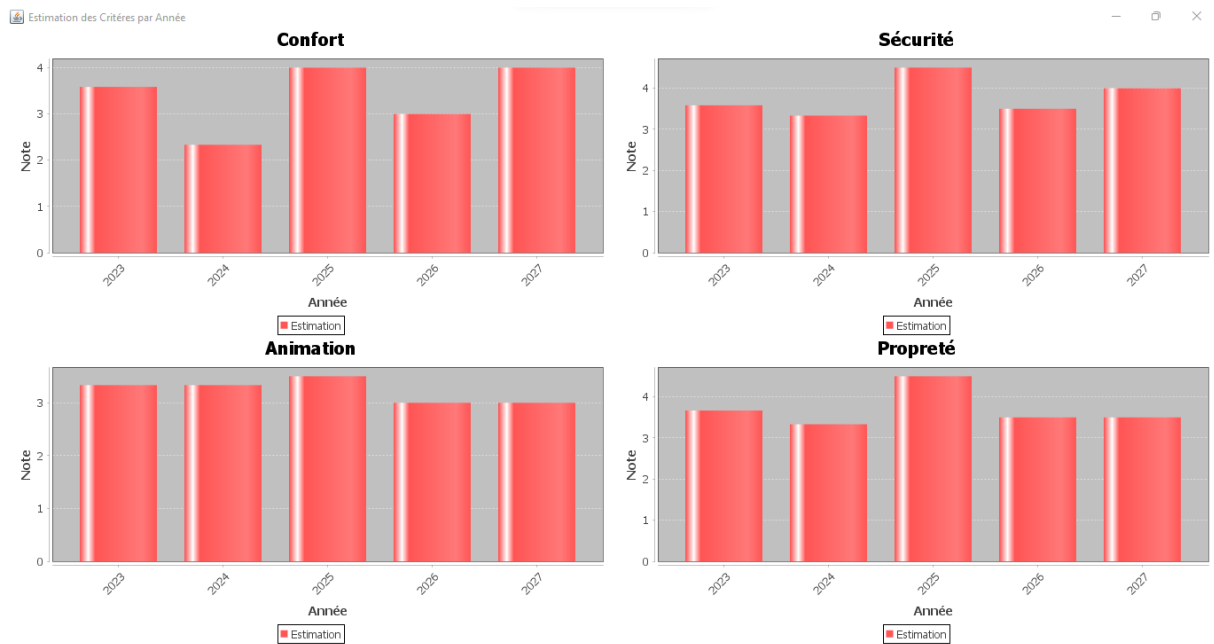 Estimation des Critéres par Année
Confort
Note
4
3
2
1
0
2023 2024 2025 2026 2027
Année
Estimation
Sécurité
Note
4
3
2
1
0
2023 2024 2025 2026 2027
Année
Estimation
Animation
Note
3
2
1
0
2023 2024 2025 2026 2027
Année
Estimation
Propreté
Note
4
3
2
1
0
2023 2024 2025 2026 2027
Année
Estimation